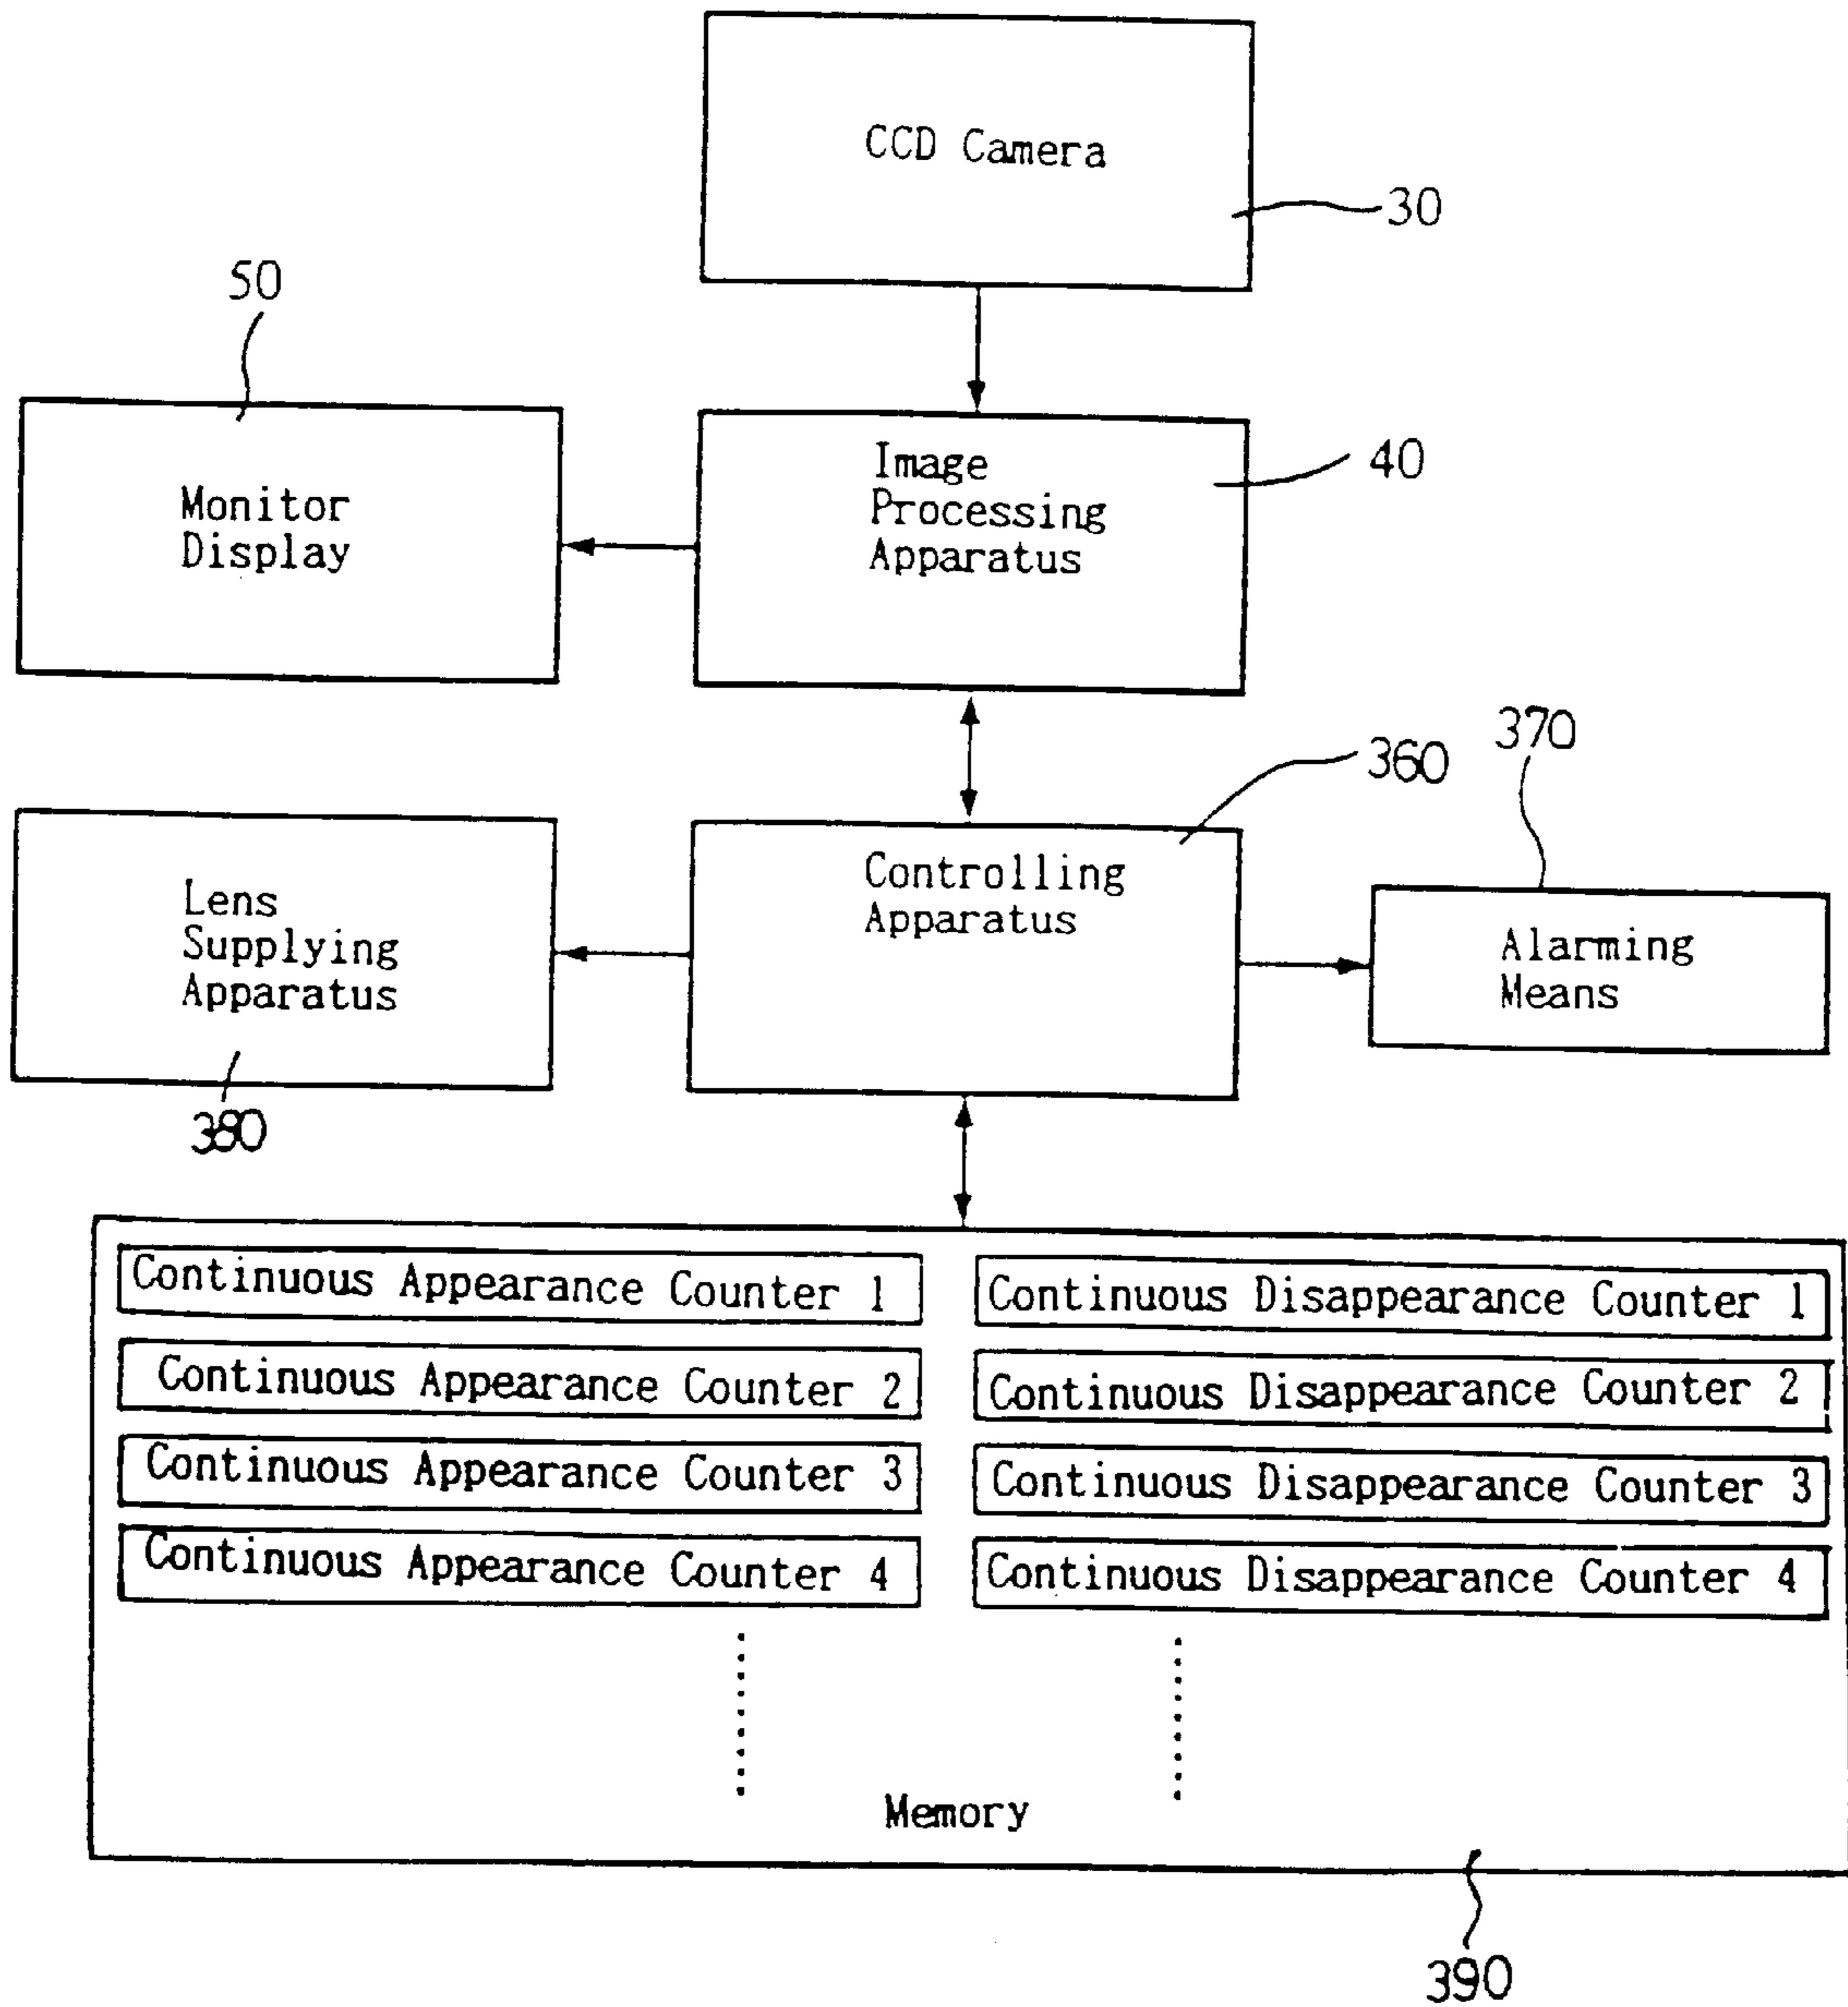 CCD Camera
30
50
Monitor
Display
Image
Processing
Apparatus
40
360
370
Lens
Supplying
Apparatus
380
Controlling
Apparatus
Alarming
Means
Continuous Appearance Counter 1
Continuous Disappearance Counter 1
Continuous Appearance Counter 2
Continuous Disappearance Counter 2
Continuous Appearance Counter 3
Continuous Disappearance Counter 3
Continuous Appearance Counter 4
Continuous Disappearance Counter 4
Memory
390